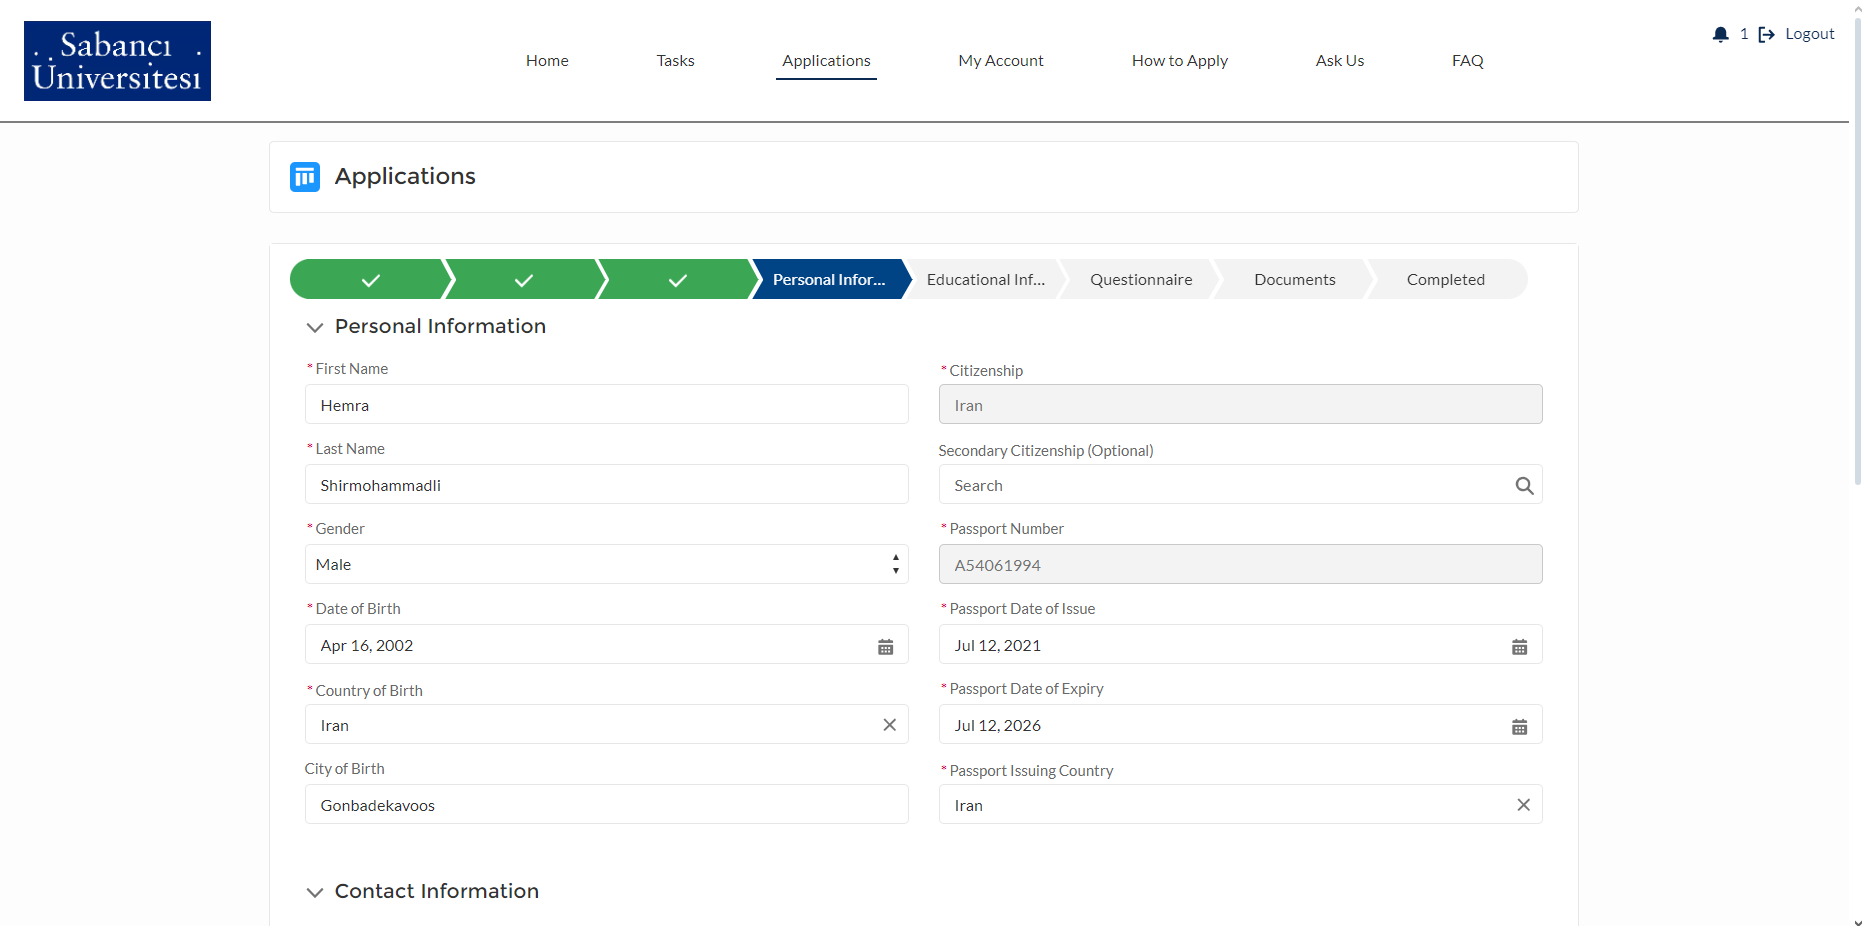 Sabancı
Üniversitesi
Home
Tasks
Applications
My Account
How to Apply
Ask Us
FAQ
1
Logout
Applications
Personal Infor...
Educational Inf...
Questionnaire
Documents
Completed
Personal Information
* First Name
Hemra
* Citizenship
Iran
* Last Name
Shirmohammadli
Secondary Citizenship (Optional)
Search
* Gender
Male
* Passport Number
A54061994
* Date of Birth
Apr 16, 2002
* Passport Date of Issue
Jul 12, 2021
* Country of Birth
Iran
* Passport Date of Expiry
Jul 12, 2026
City of Birth
Gonbadekavoos
* Passport Issuing Country
Iran
Contact Information